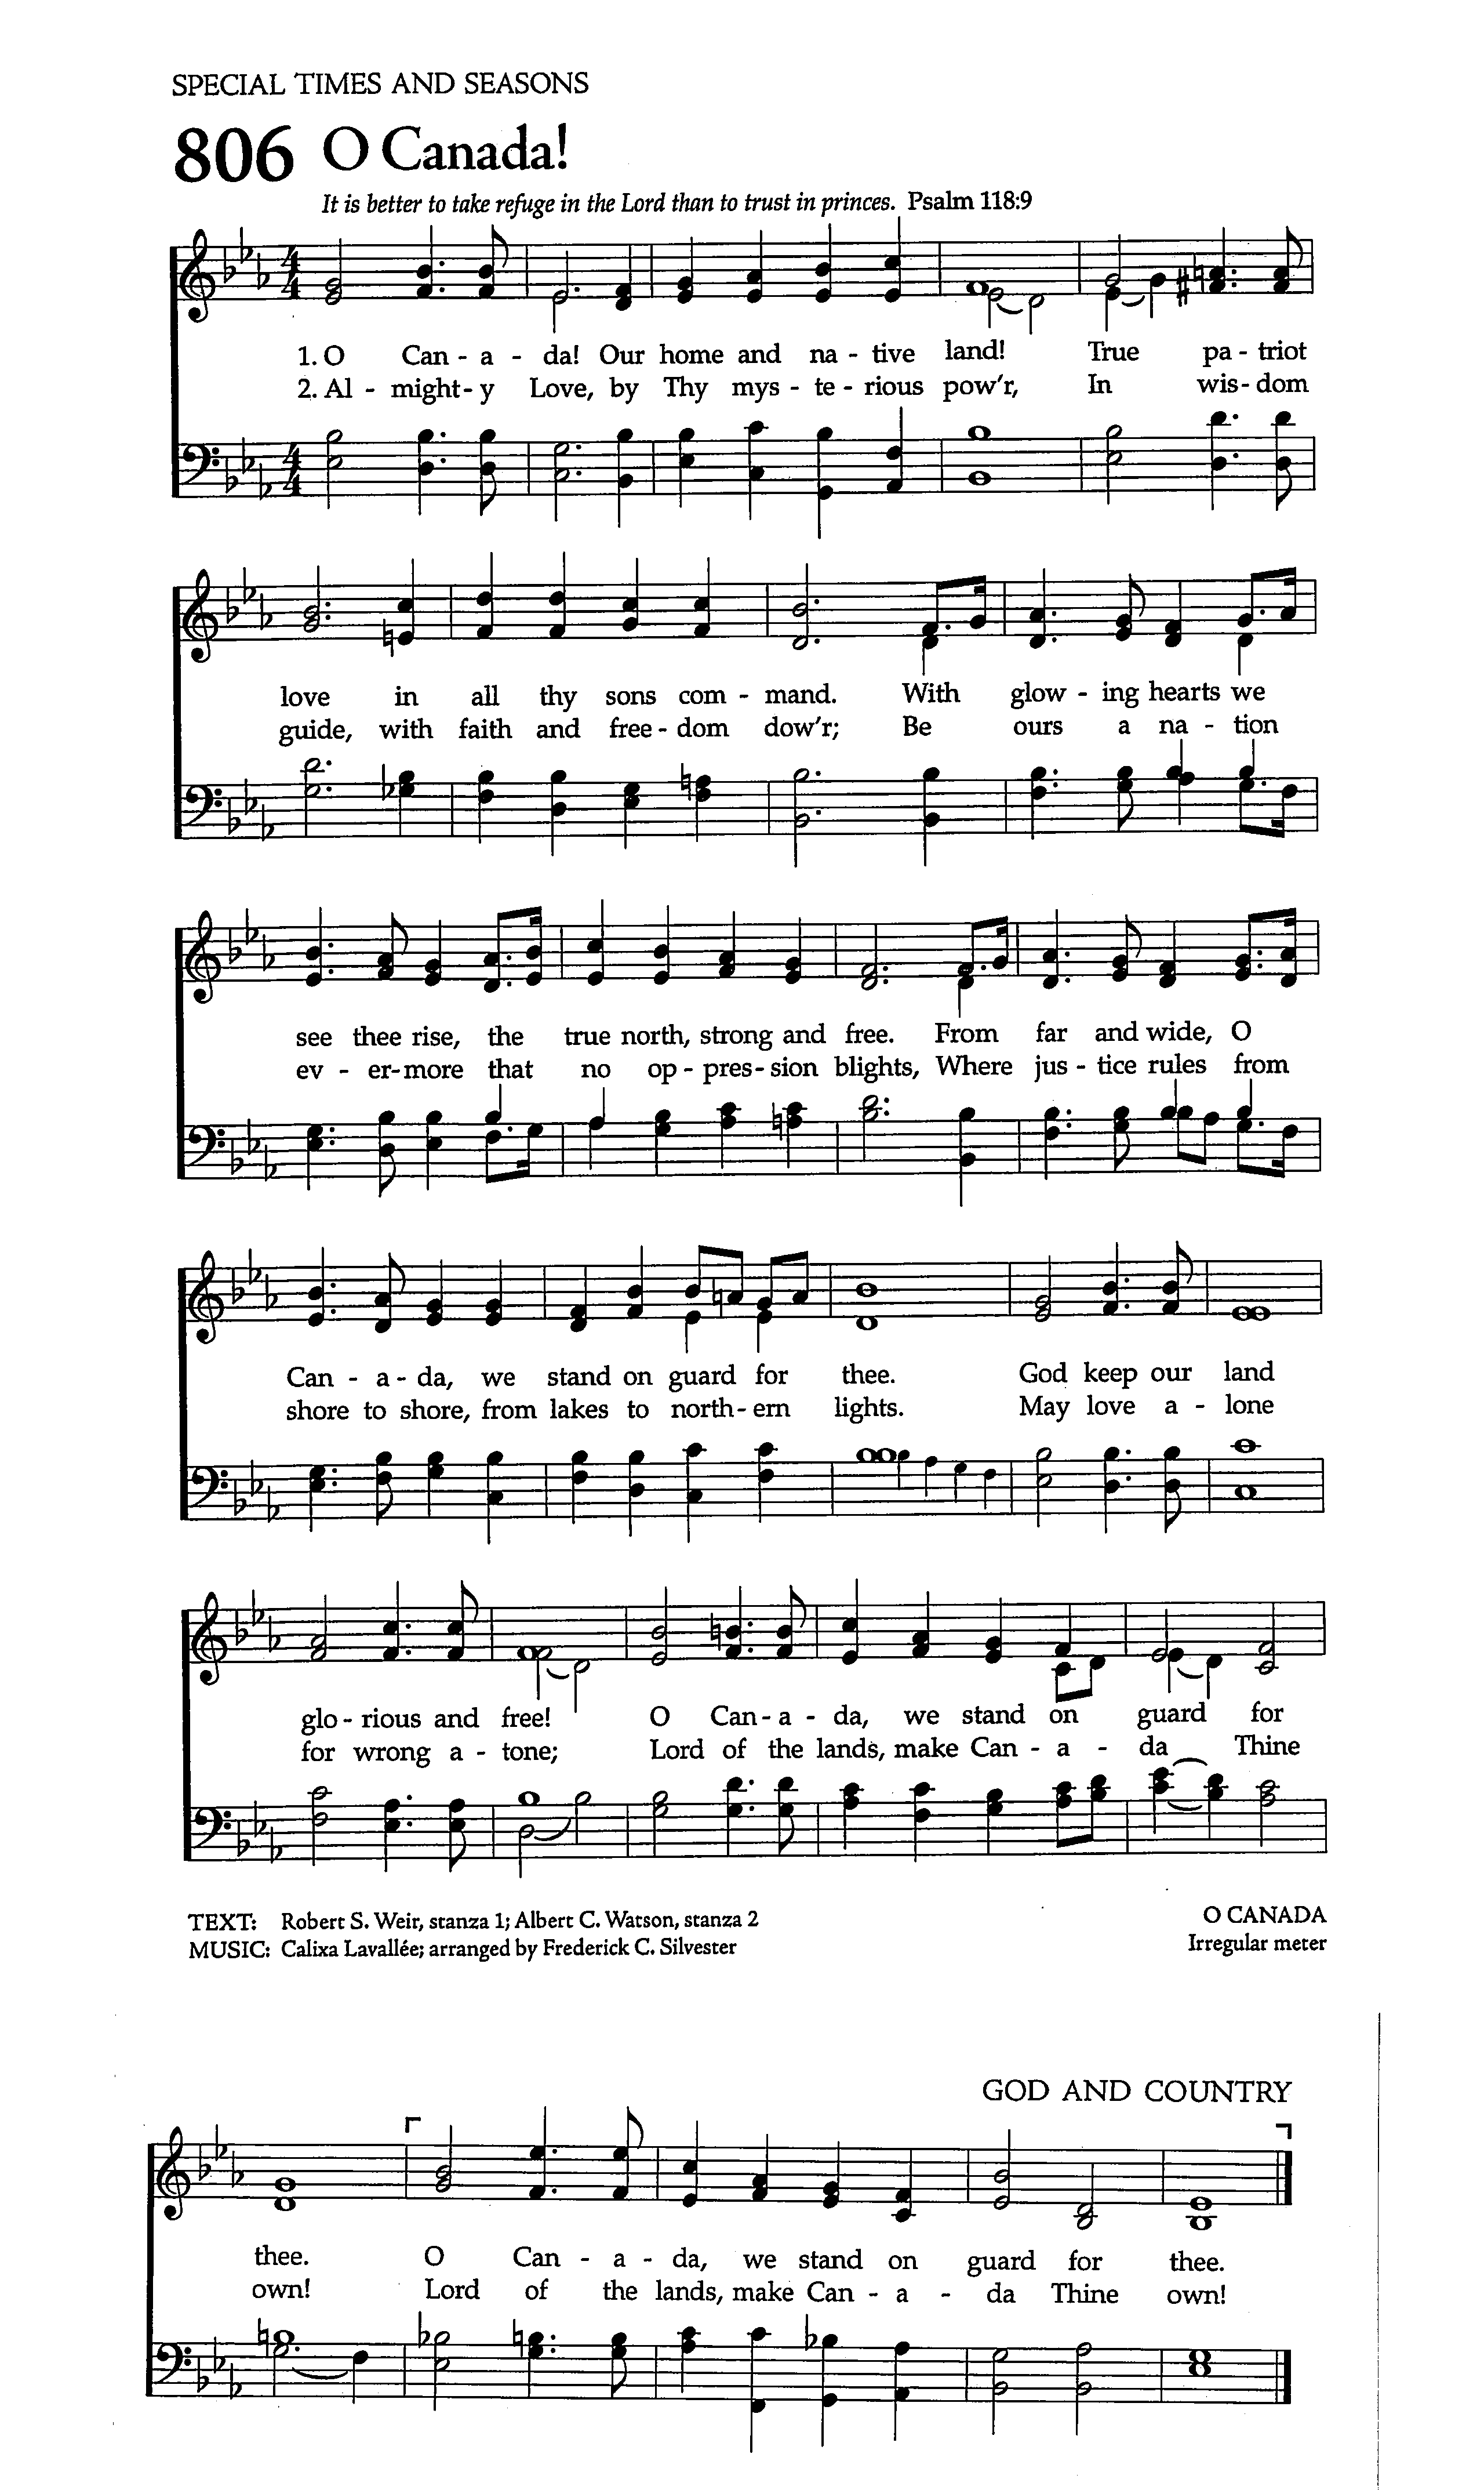 SPECIAL TIMES AND SEASONS
806 O Canada!
It is better to take refuge in the Lord than to trust in princes. Psalm 118:9
1. O Can - a - da! Our home and na - tive land! True pa - triot
2. Al - might - y Love, by Thy mys - te - rious pow'r, In wis - dom
love in all thy sons com - mand. With glow - ing hearts we
guide, with faith and free - dom dow'r; Be ours a na - tion
see thee rise, the true north, strong and free. From far and wide, O
ev - er - more that no op - pres - sion blights, Where jus - tice rules from
Can - a - da, we stand on guard for thee. God keep our land
shore to shore, from lakes to north - ern lights. May love a - lone
glo - rious and free! O Can - a - da, we stand on guard for
for wrong a - tone; Lord of the lands, make Can - a - da Thine
TEXT: Robert S. Weir, stanza 1; Albert C. Watson, stanza 2
MUSIC: Calixa Lavallée; arranged by Frederick C. Silvester
O CANADA
Irregular meter
GOD AND COUNTRY
thee. O Can - a - da, we stand on guard for thee.
own! Lord of the lands, make Can - a - da Thine own!